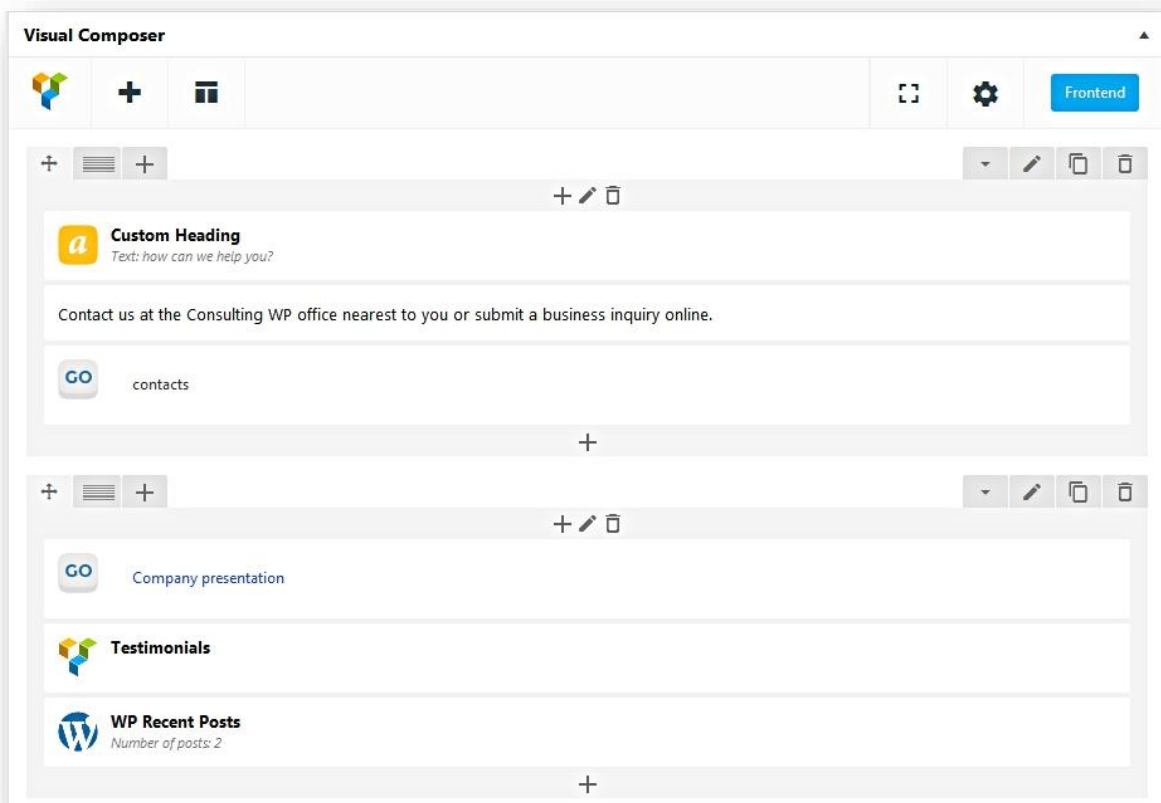 Visual Composer
Frontend
a
Custom Heading
Text: how can we help you?
Contact us at the Consulting WP office nearest to you or submit a business inquiry online.
GO
contacts
GO
Company presentation
Testimonials
WP Recent Posts
Number of posts: 2